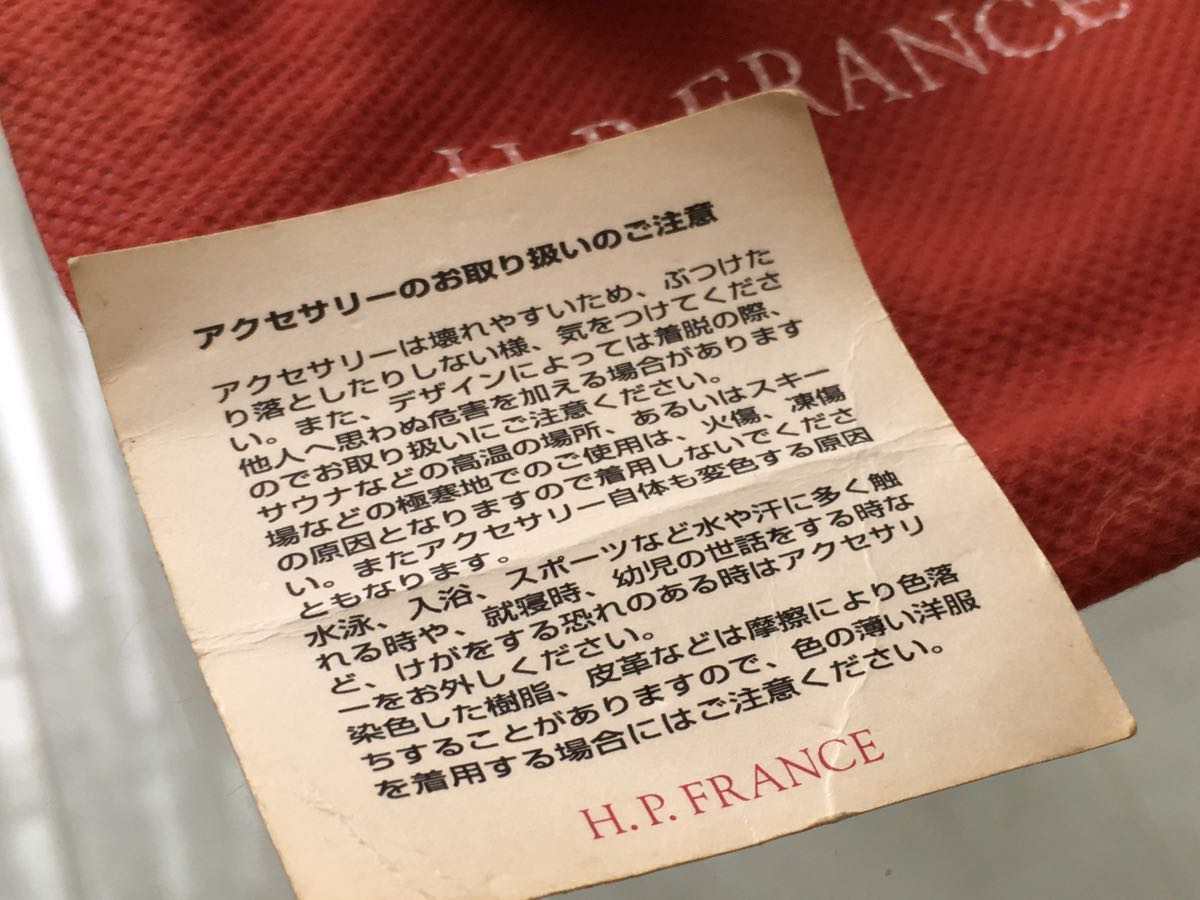 H.P.FRANCE
アクセサリーのお取り扱いのご注意
アクセサリーは壊れやすいため、ぶつけた
り落としたりしない様、気をつけてくださ
い。また、デザインによっては着脱の際、
他人へ思わぬ危害を加える場合があります
のでお取り扱いにご注意ください。
サウナなどの高温の場所、あるいはスキー
場などの極寒地でのご使用は、火傷、凍傷
の原因となりますので着用しないでくださ
い。またアクセサリー自体も変色する原因
ともなります。
水泳、入浴、スポーツなど水や汗に多く触
れる時や、就寝時、幼児の世話をする時な
ど、けがをする恐れのある時はアクセサリ
ーをお外しください。
染色した樹脂、皮革などは摩擦により色落
ちすることがありますので、色の薄い洋服
を着用する場合にはご注意ください。
H.P.FRANCE